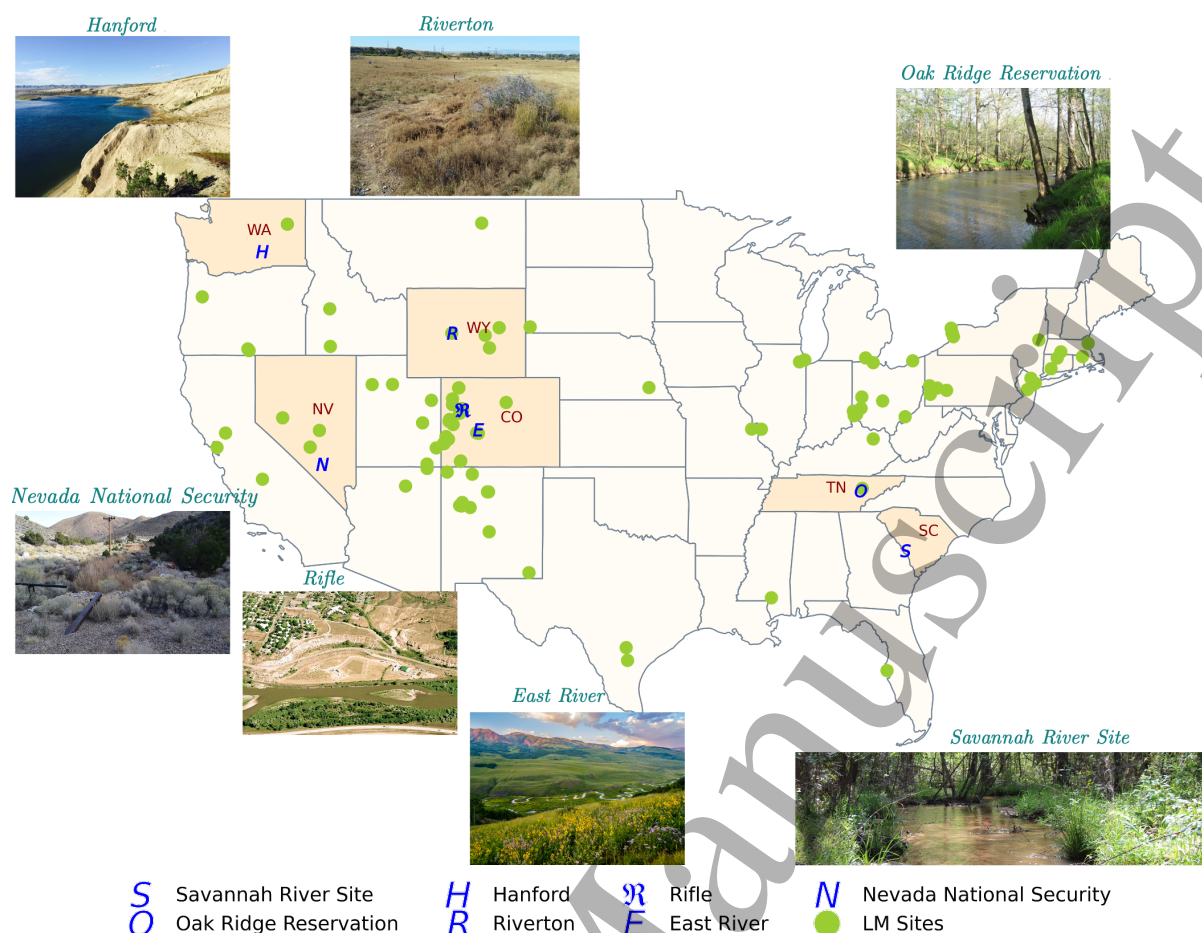 Hanford
Riverton
Oak Ridge Reservation
WA
H
R
WY
NV
CO
ℜ
E
N
TN
O
SC
S
Nevada National Security
Rifle
East River
Savannah River Site
Manuscript
S Savannah River Site H Hanford ℜ Rifle N Nevada National Security
O Oak Ridge Reservation R Riverton E East River LM Sites